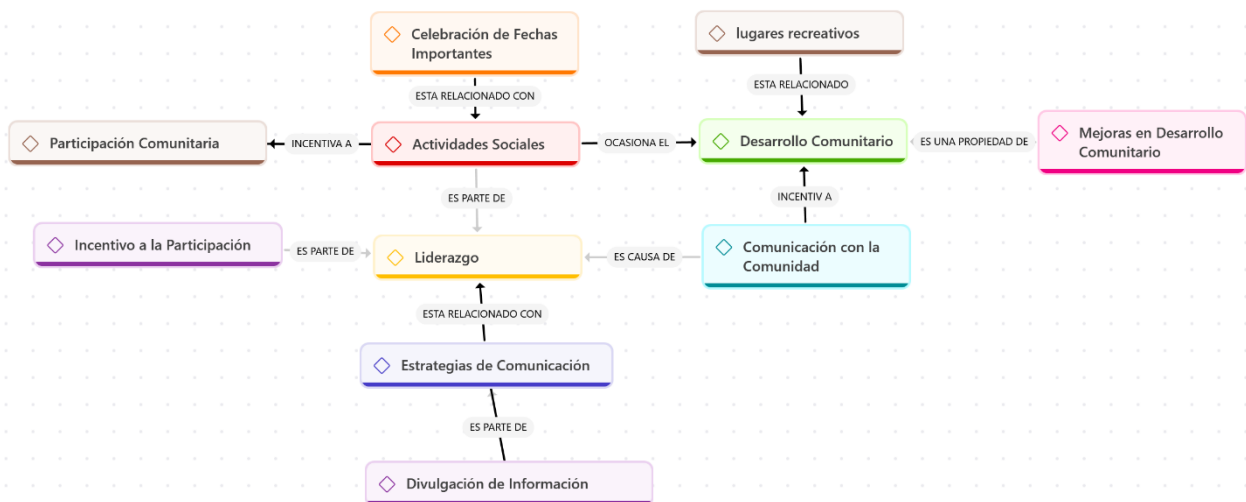 Celebración de Fechas
Importantes
lugares recreativos
ESTA RELACIONADO CON
ESTA RELACIONADO
Participación Comunitaria
INCENTIVA A
Actividades Sociales
OCASIONA EL
Desarrollo Comunitario
ES UNA PROPIEDAD DE
Mejoras en Desarrollo
Comunitario
ES PARTE DE
INCENTIV A
Incentivo a la Participación
ES PARTE DE
Liderazgo
ES CAUSA DE
Comunicación con la
Comunidad
ESTA RELACIONADO CON
Estrategias de Comunicación
ES PARTE DE
Divulgación de Información